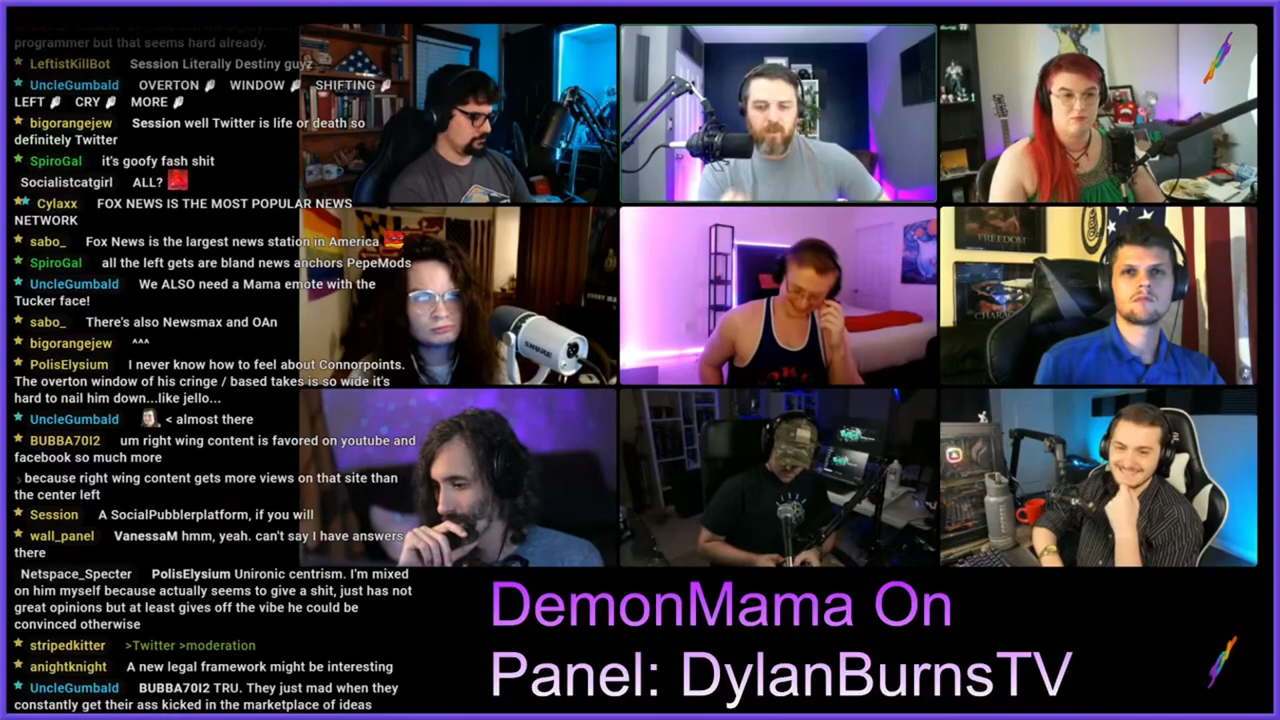 programmer but that seems hard already.
LeftistKillBot Session Literally Destiny guyz
UncleGumbald OVERTON WINDOW SHIFTING
LEFT CRY MORE
bigorangejew Session well Twitter is life or death so
definitely Twitter
SpiroGal it's goofy fash shit
Socialistcatgirl ALL?
Cylaxx FOX NEWS IS THE MOST POPULAR NEWS
NETWORK
sabo_ Fox News is the largest news station in America
SpiroGal all the left gets are bland news anchors PepeMods
UncleGumbald We ALSO need a Mama emote with the
Tucker face!
sabo_ There's also Newsmax and OAn
bigorangejew ^^^
PolisElysium I never know how to feel about Connorpoints.
The overton window of his cringe / based takes is so wide it's
hard to nail him down...like jello...
UncleGumbald < almost there
BUBBA70I2 um right wing content is favored on youtube and
facebook so much more
because right wing content gets more views on that site than
the center left
Session A SocialPubblerplatform, if you will
wall_panel VanessaM hmm, yeah. can't say I have answers
there
Netspace_Specter PolisElysium Unironic centrism. I'm mixed
on him myself because actually seems to give a shit, just has not
great opinions but at least gives off the vibe he could be
convinced otherwise
stripedkitter >Twitter >moderation
anightknight A new legal framework might be interesting
UncleGumbald BUBBA70I2 TRU. They just mad when they
constantly get their ass kicked in the marketplace of ideas
FREEDOM
SHURE
DemonMama On
Panel: DylanBurnsTV